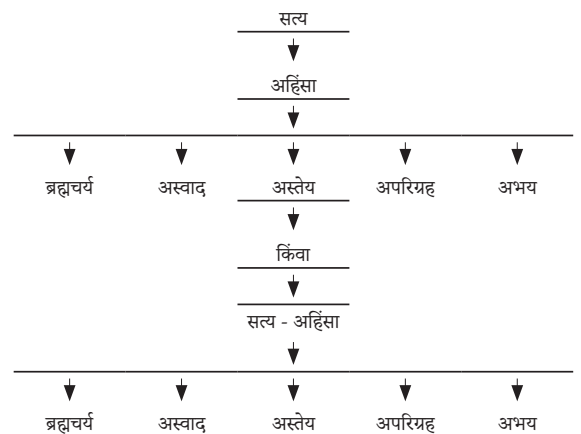 सत्य
अहिंसा
ब्रह्मचर्य अस्वाद अस्तेय अपरिग्रह अभय
किंवा
सत्य - अहिंसा
ब्रह्मचर्य अस्वाद अस्तेय अपरिग्रह अभय